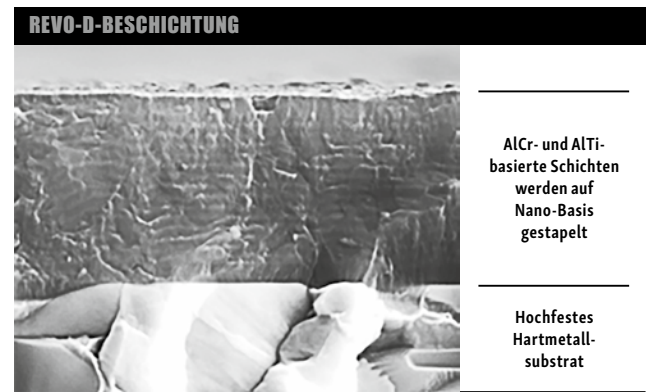 REVO-D-BESCHICHTUNG
AlCr- und AlTi-
basierte Schichten
werden auf
Nano-Basis
gestapelt
Hochfestes
Hartmetall-
substrat